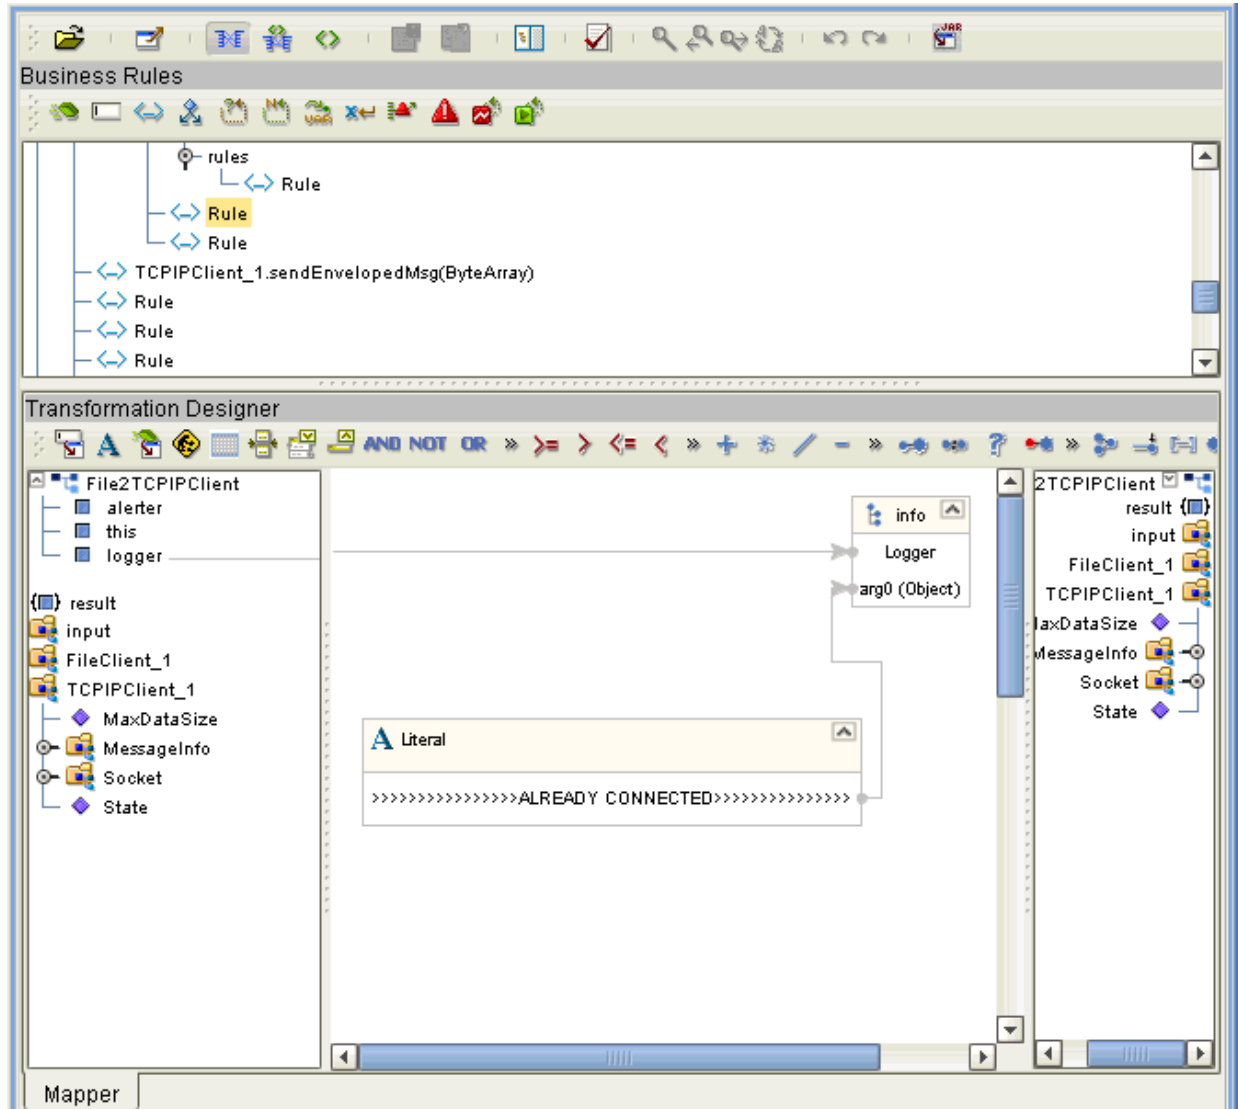 JAR
Business Rules
VAR
rules
Rule
Rule
Rule
TCPIPClient_1.sendEnvelopedMsg(ByteArray)
Rule
Rule
Rule
Transformation Designer
A AND NOT OR » >= > <= < » + * / - » ? » [–]
File2TCPIPClient
alerter
this
logger
{ } result
input
FileClient_1
TCPIPClient_1
MaxDataSize
MessageInfo
Socket
State
info
Logger
arg0 (Object)
A Literal
>>>>>>>>>>>>>>>>ALREADY CONNECTED>>>>>>>>>>>>>>>
2TCPIPClient
result { }
input
FileClient_1
TCPIPClient_1
laxDataSize
MessageInfo
Socket
State
Mapper